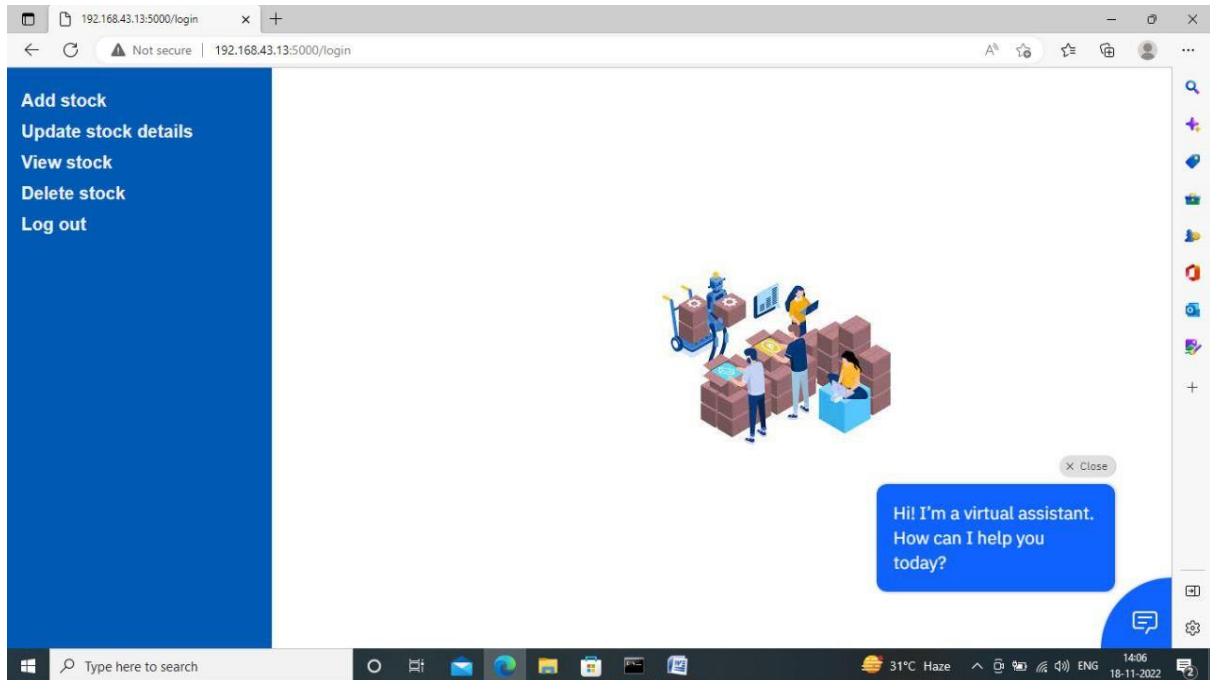 192.168.43.13:5000/login
Not secure | 192.168.43.13:5000/login
Add stock
Update stock details
View stock
Delete stock
Log out
× Close
Hi! I'm a virtual assistant.
How can I help you
today?
Type here to search
31°C Haze
ENG
14:06
18-11-2022
2